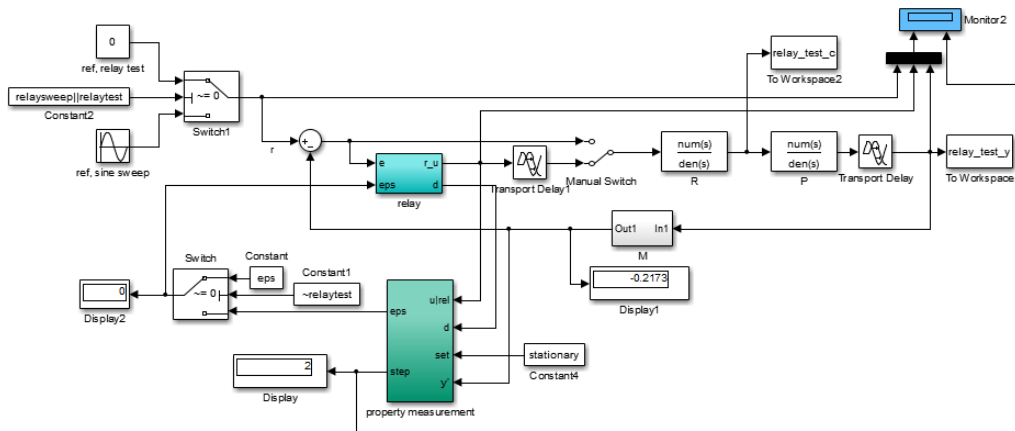 Monitor2
0
ref, relay test
relay_test_c
To Workspace2
relaysweep||relaytest
Constant2
~= 0
Switch1
ref, sine sweep
r
+
-
e
r_u
eps
d
relay
Transport Delay1
Manual Switch
num(s)
den(s)
R
num(s)
den(s)
P
Transport Delay
relay_test_y
To Workspace
Out1
In1
M
Switch
Constant
eps
Constant1
~= 0
~relaytest
0
Display2
-0.2173
Display1
u|rel
eps
d
set
step
y'
property measurement
stationary
Constant4
2
Display